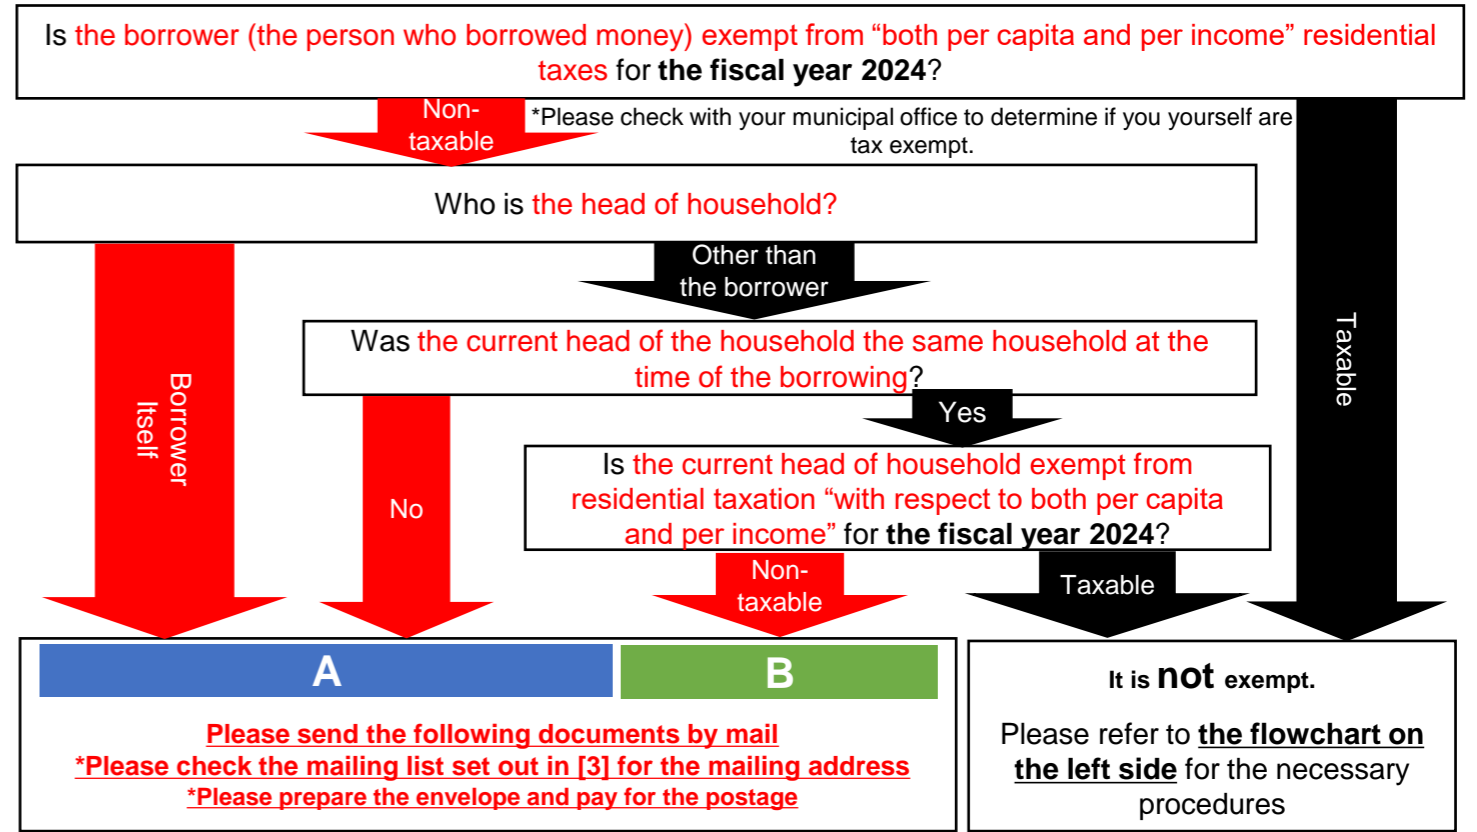 Is the borrower (the person who borrowed money) exempt from “both per capita and per income” residential
taxes for the fiscal year 2024?
Non-
taxable
*Please check with your municipal office to determine if you yourself are
tax exempt.
Who is the head of household?
Other than
the borrower
Was the current head of the household the same household at the
time of the borrowing?
Taxable
Borrower
Itself
Yes
No
Is the current head of household exempt from
residential taxation “with respect to both per capita
and per income” for the fiscal year 2024?
Non-
taxable
Taxable
A
B
Please send the following documents by mail
*Please check the mailing list set out in [3] for the mailing address
*Please prepare the envelope and pay for the postage
It is not exempt.
Please refer to the flowchart on
the left side for the necessary
procedures